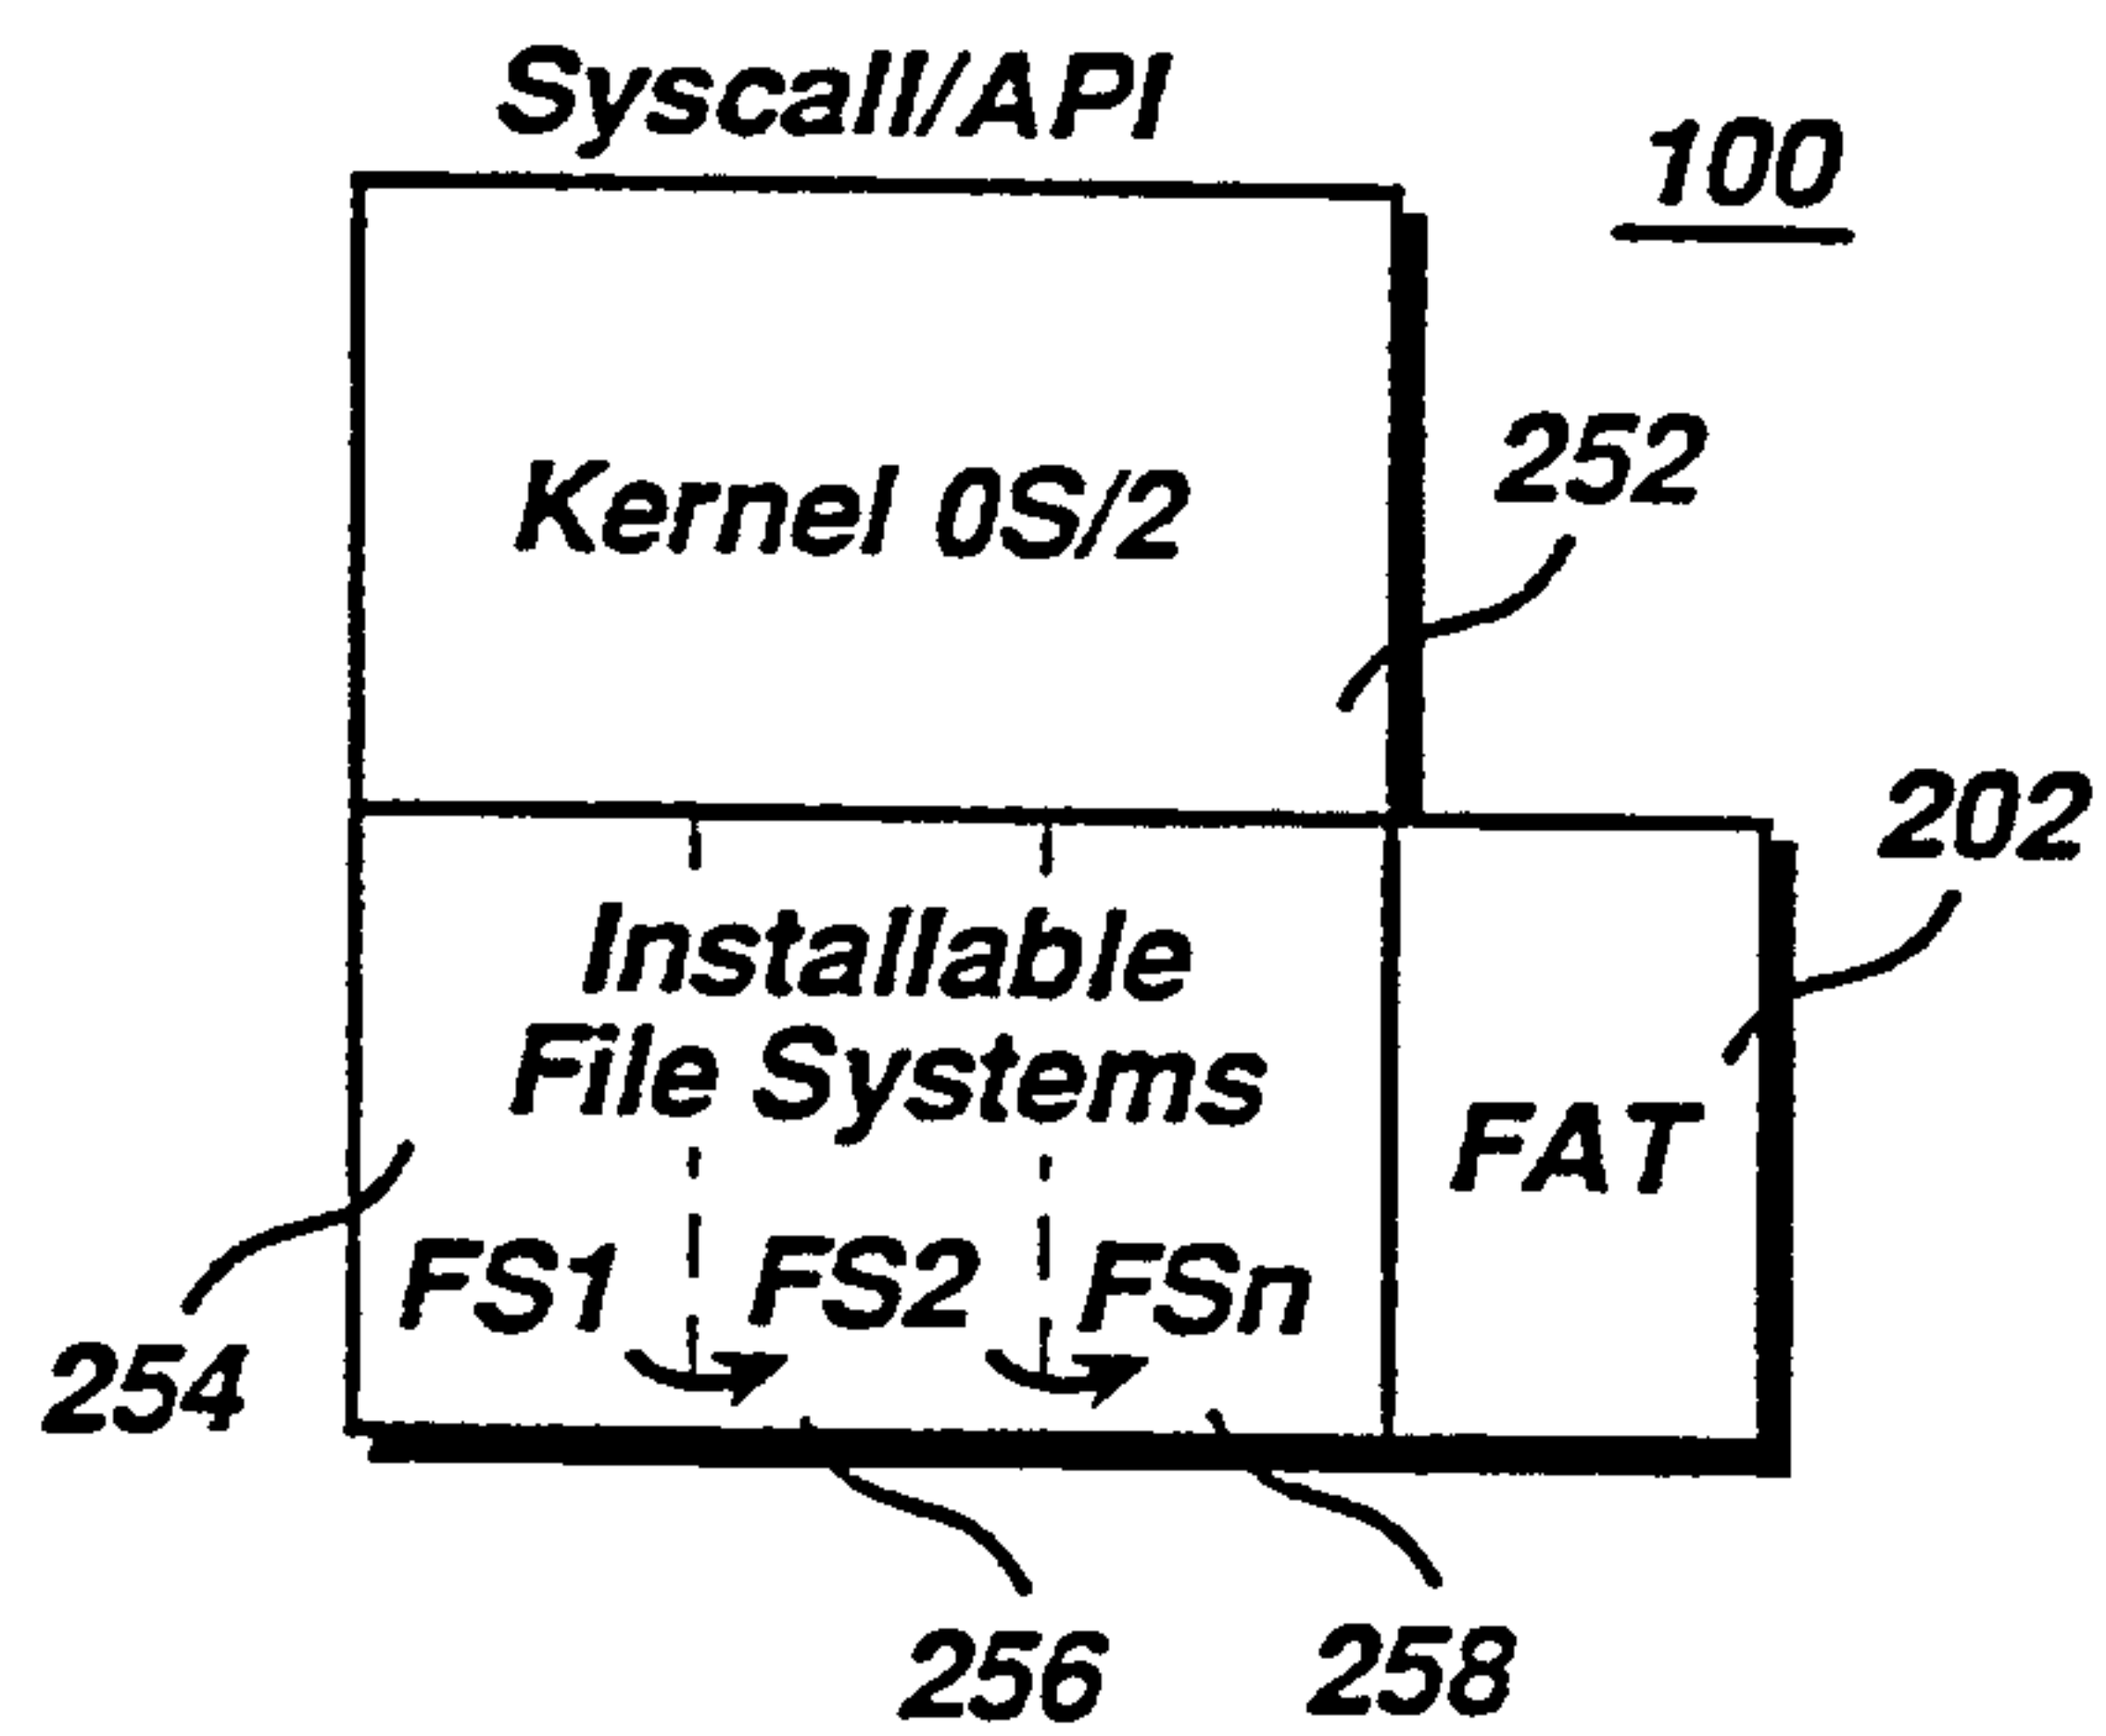 Syscall/API
100
Kernel 0S/2
252
202
Installable
File Systems
FAT
FS1 FS2 FSn
254
256 258